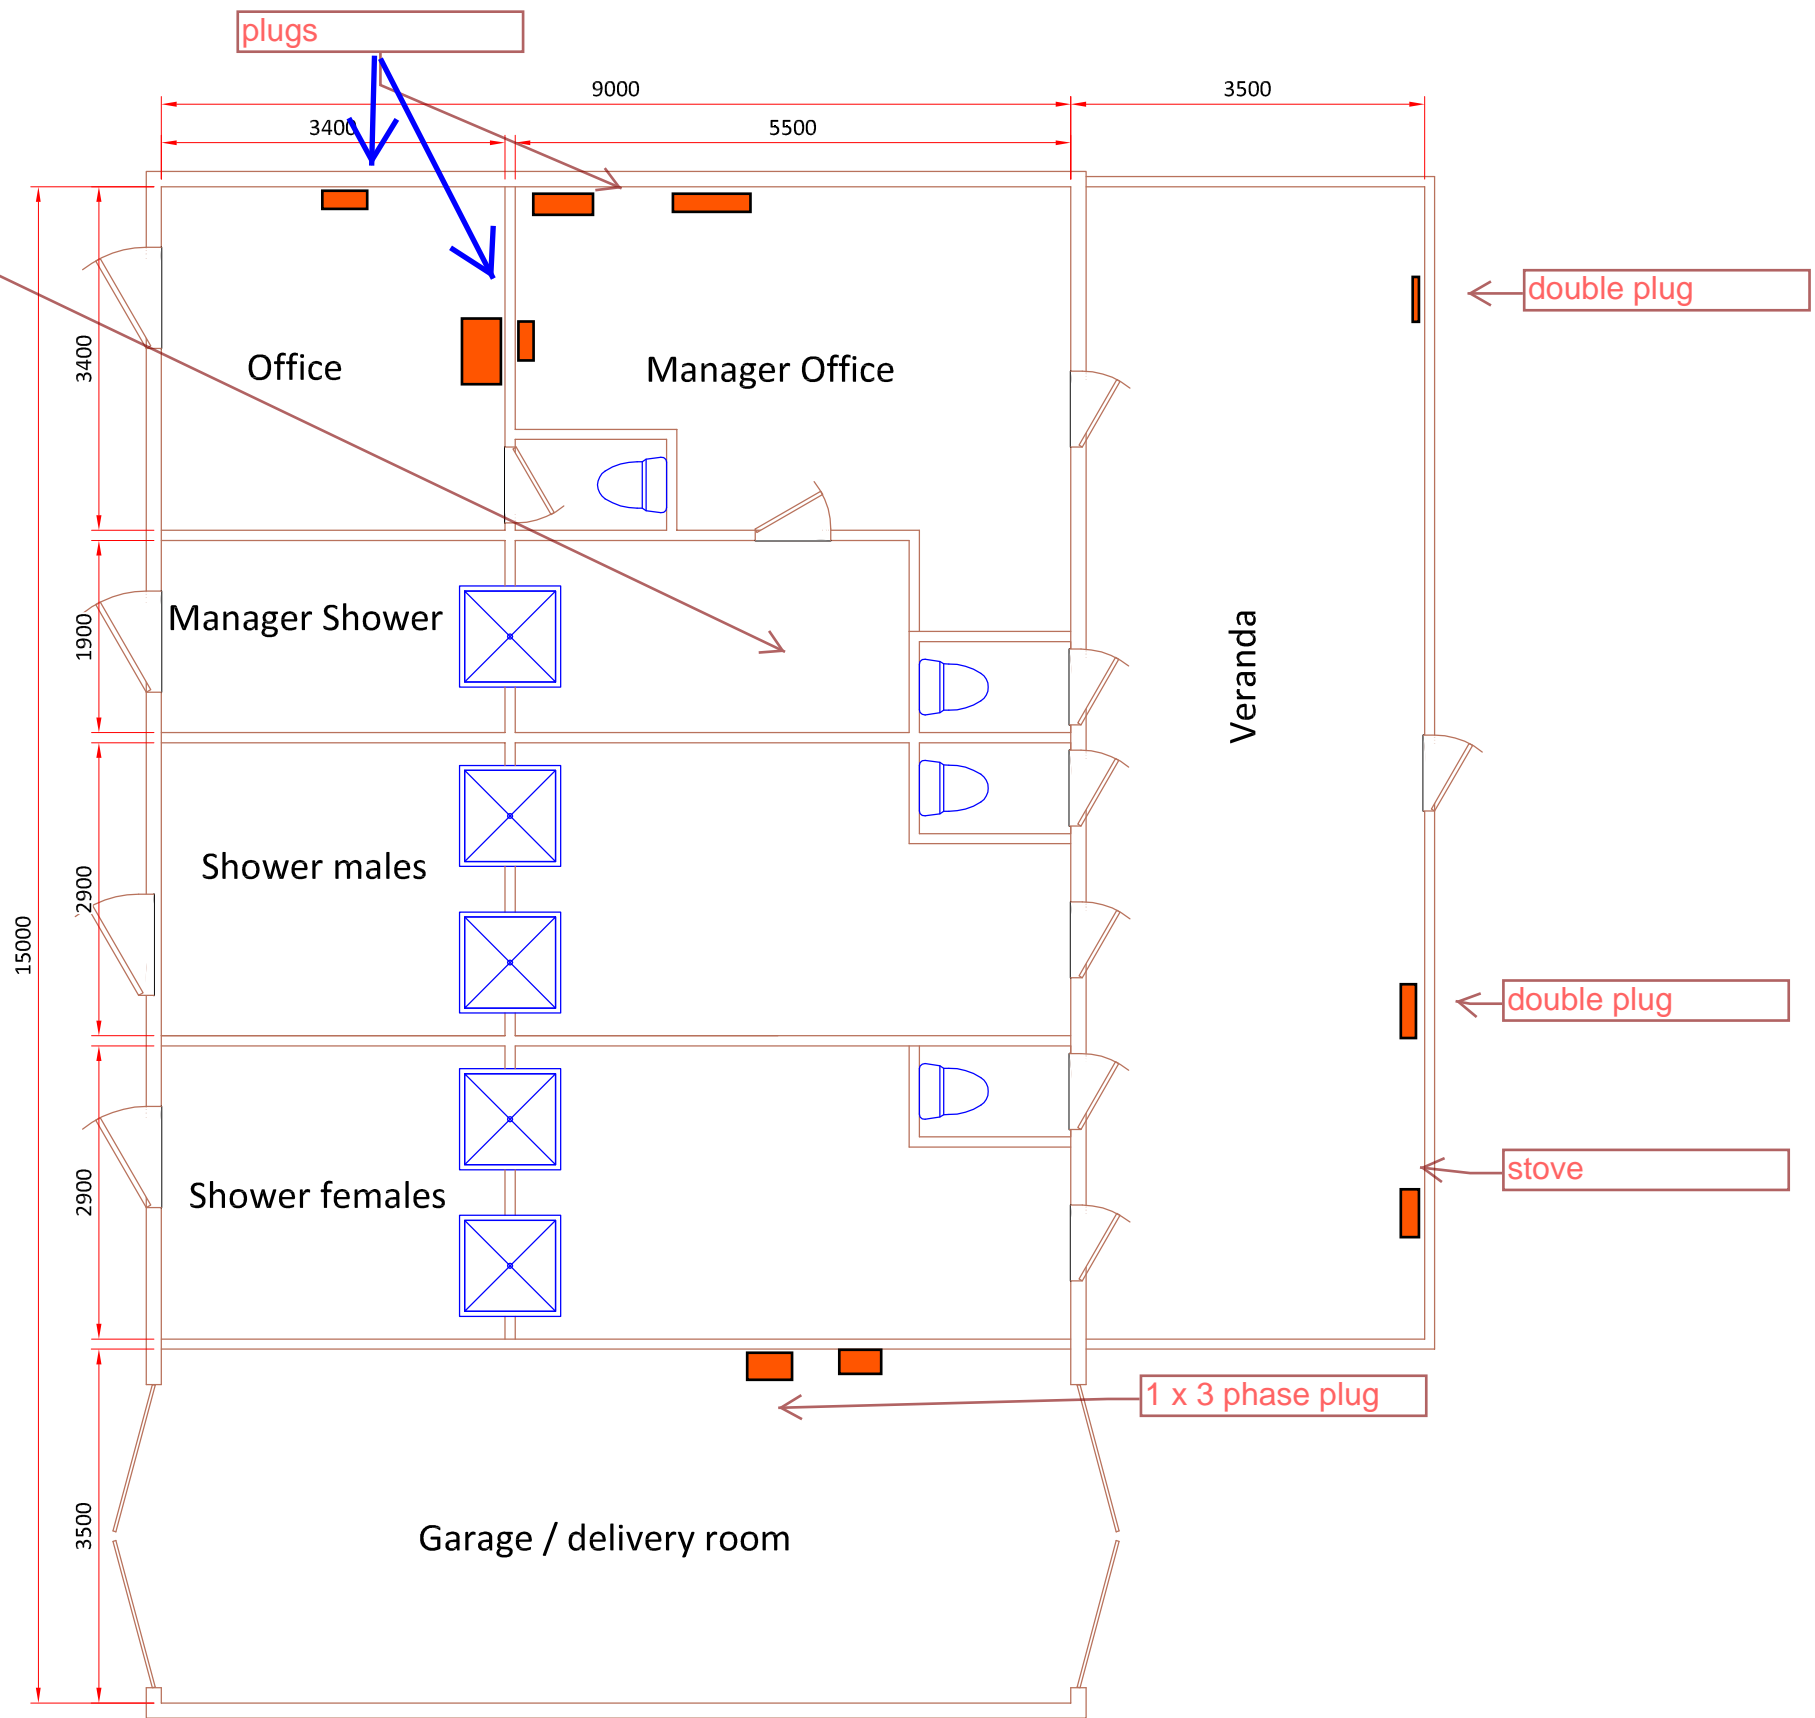 plugs
9000
3500
3400
5500
double plug
3400
Office
Manager Office
Manager Shower
1900
Veranda
Shower males
2900
15000
double plug
stove
Shower females
2900
1 x 3 phase plug
3500
Garage / delivery room